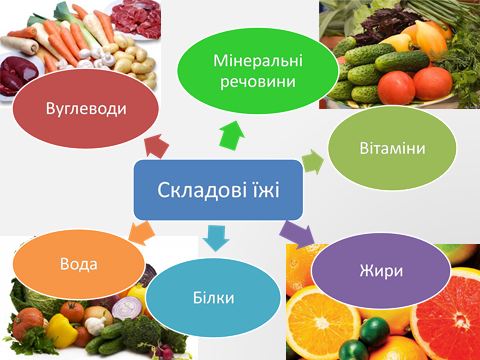 Мінеральні
речовини
Вуглеводи
Вітаміни
Складові їжі
Вода
Жири
Білки